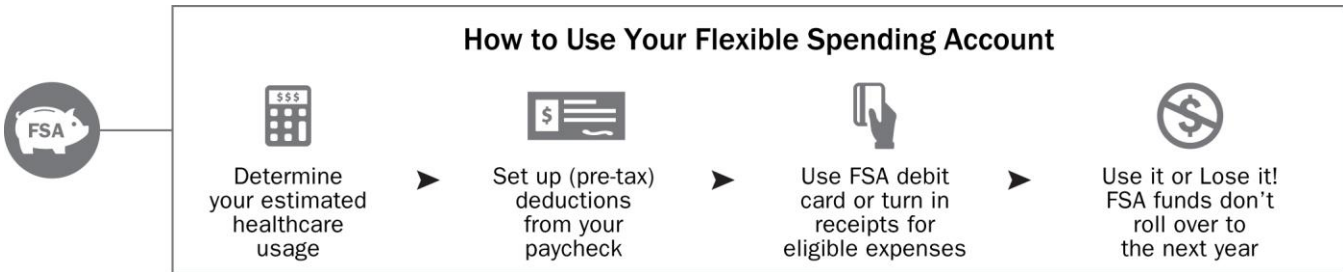 How to Use Your Flexible Spending Account
FSA
$$$
Determine
your estimated
healthcare
usage
$
Set up (pre-tax)
deductions
from your
paycheck
Use FSA debit
card or turn in
receipts for
eligible expenses
$
Use it or Lose it!
FSA funds don’t
roll over to
the next year